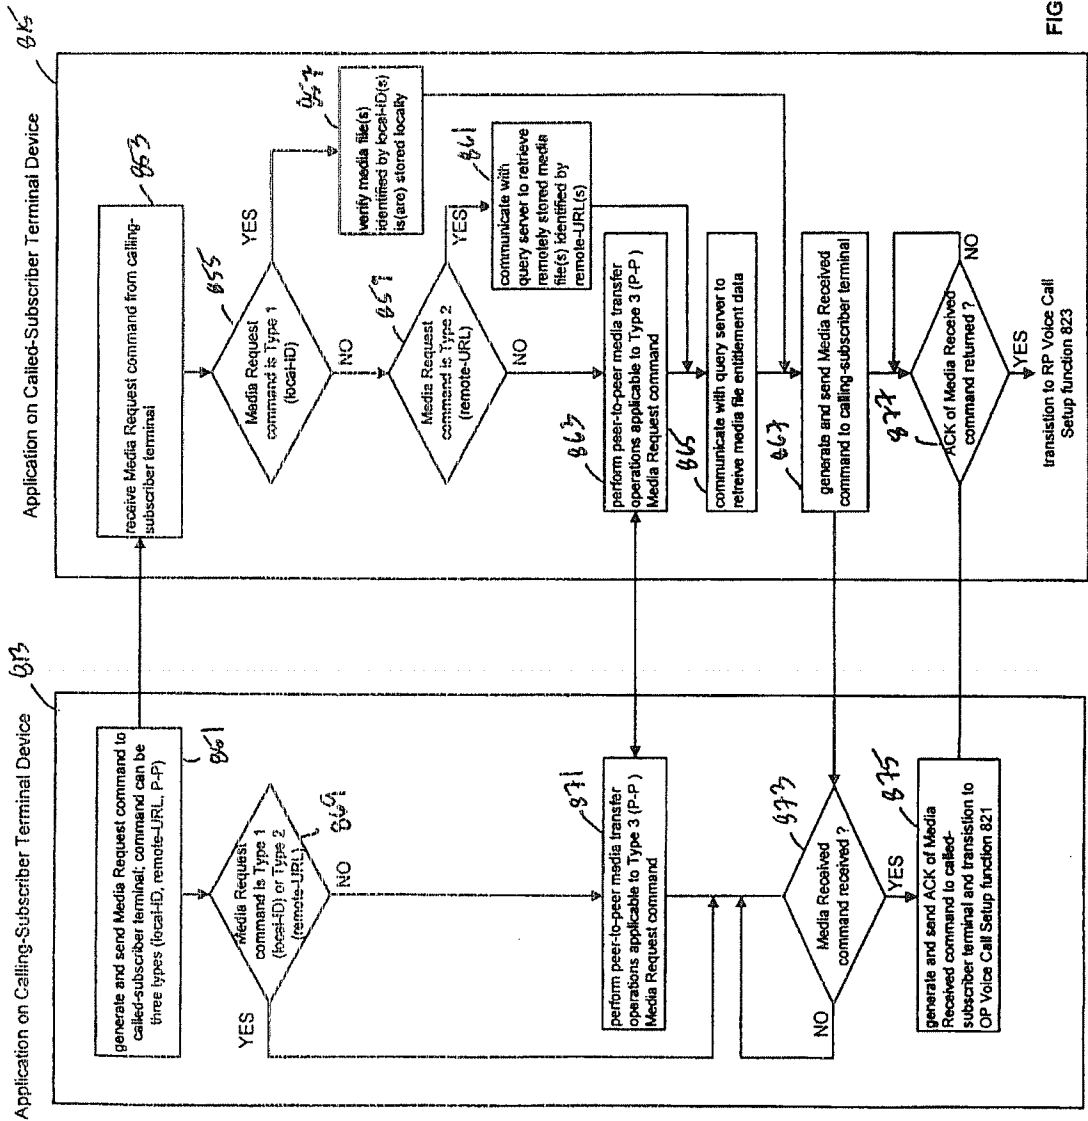 Application on Calling-Subscriber Terminal Device
813
generate and send Media Request command to
called-subscriber terminal; command can be
three types (local-ID, remote-URL, P-P)
851
Media Request
command is Type 1
(local-ID) or Type 2
(remote-URL)
869
YES
NO
871
perform peer-to-peer media transfer
operations applicable to Type 3 (P-P)
Media Request command
873
Media Received
command received ?
NO
YES
875
generate and send ACK of Media
Received command to called-
subscriber terminal and transistion to
OP Voice Call Setup function 821
Application on Called-Subscriber Terminal Device
815
receive Media Request command from calling-
subscriber terminal
853
855
Media Request
command is Type 1
(local-ID)
YES
NO
857
verify media file(s)
identified by local-ID(s)
is(are) stored locally
859
Media Request
command is Type 2
(remote-URL)
YES
NO
861
communicate with
query server to retrieve
remotely stored media
file(s) identified by
remote-URL(s)
863
perform peer-to-peer media transfer
operations applicable to Type 3 (P-P)
Media Request command
865
communicate with query server to
retreive media file entitlement data
867
generate and send Media Received
command to calling-subscriber terminal
877
ACK of Media Received
command returned ?
NO
YES
transistion to RP Voice Call
Setup function 823
FIG